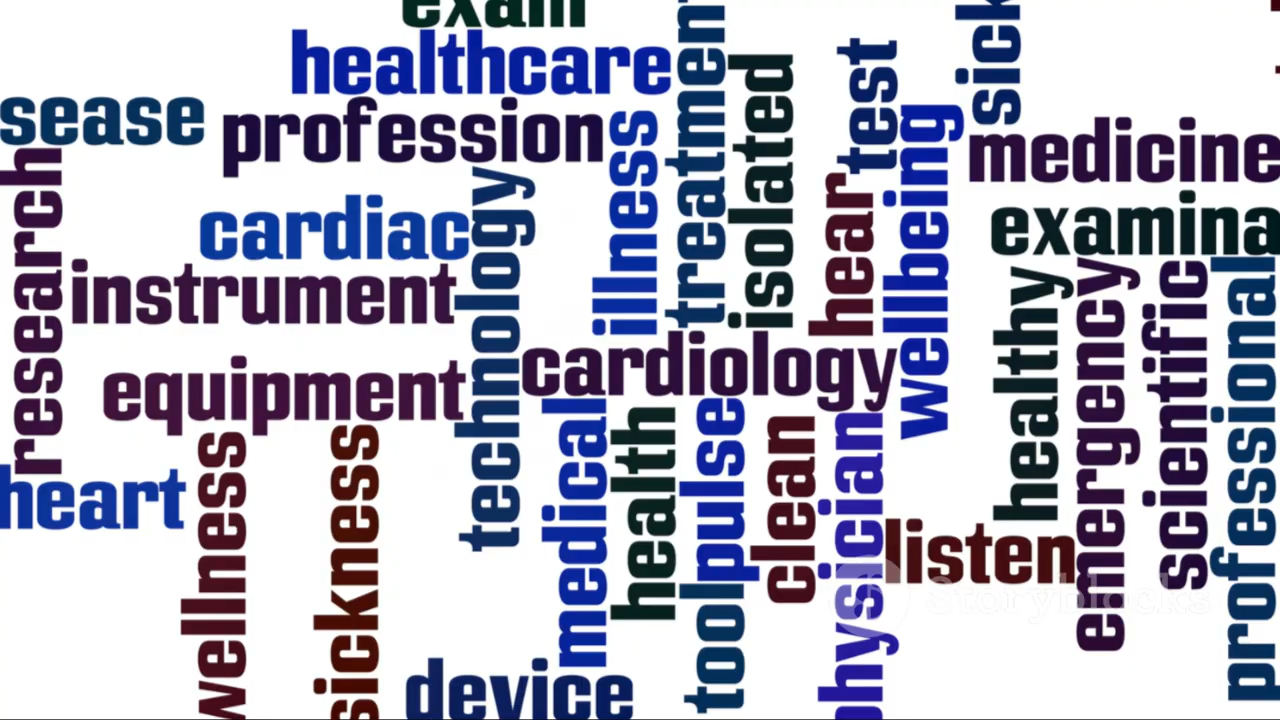 exam
healthcare
sease
profession
research
cardiac
instrument
technology
illness
treatmen
isolated
test
hear
wellbeing
sick
medicine
examina
equipment
cardiology
healthy
emergency
scientific
professional
heart
wellness
sickness
medical
health
pulse
tool
clean
physician
listen
device
Storyblocks